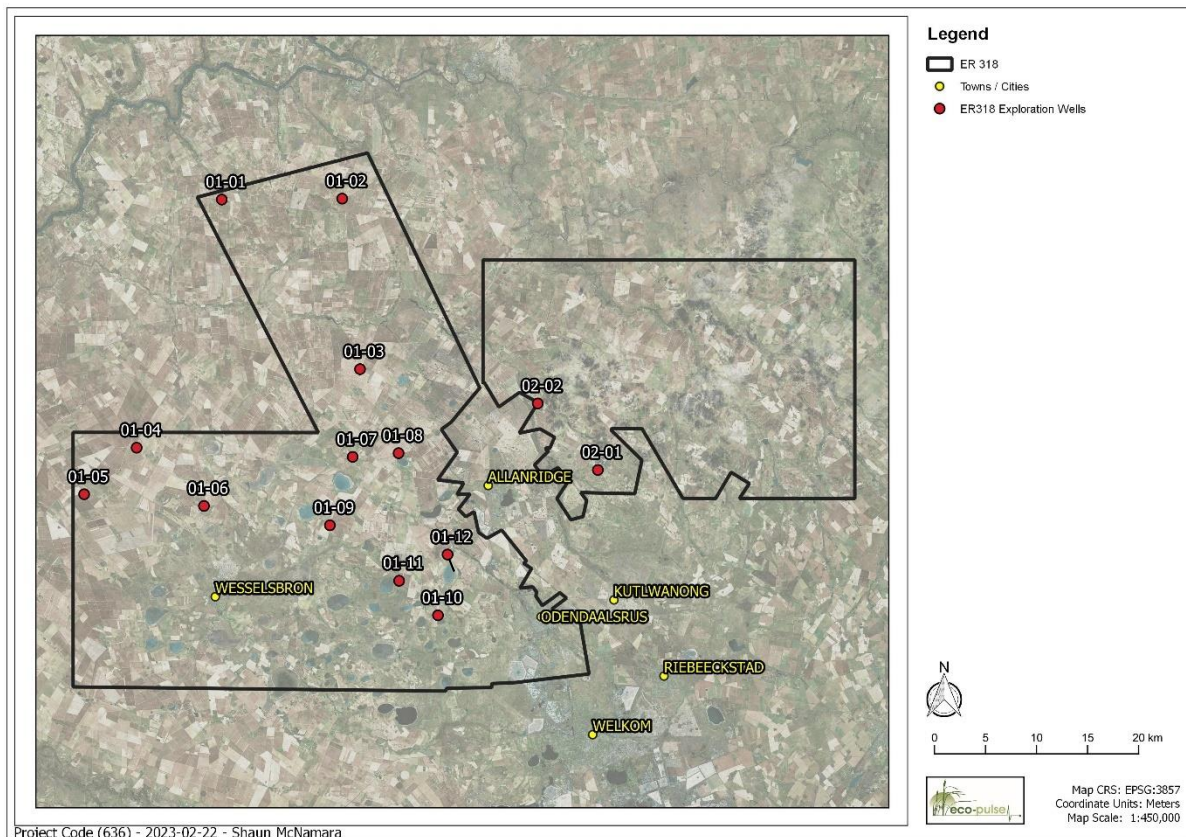 Legend
ER 318
Towns / Cities
ER318 Exploration Wells
01-01
01-02
01-03
02-02
01-04
01-07
01-08
02-01
01-05
ALLANRIDGE
01-06
01-09
01-12
01-11
WESSELSBRON
KUTLWANONG
01-10
ODENDAALSRUS
RIEBEECKSTAD
WELKOM
N
0 5 10 15 20 km
eco-pulse
Map CRS: EPSG:3857
Coordinate Units: Meters
Map Scale: 1:450,000
Project Code (636) - 2023-02-22 - Shaun McNamara